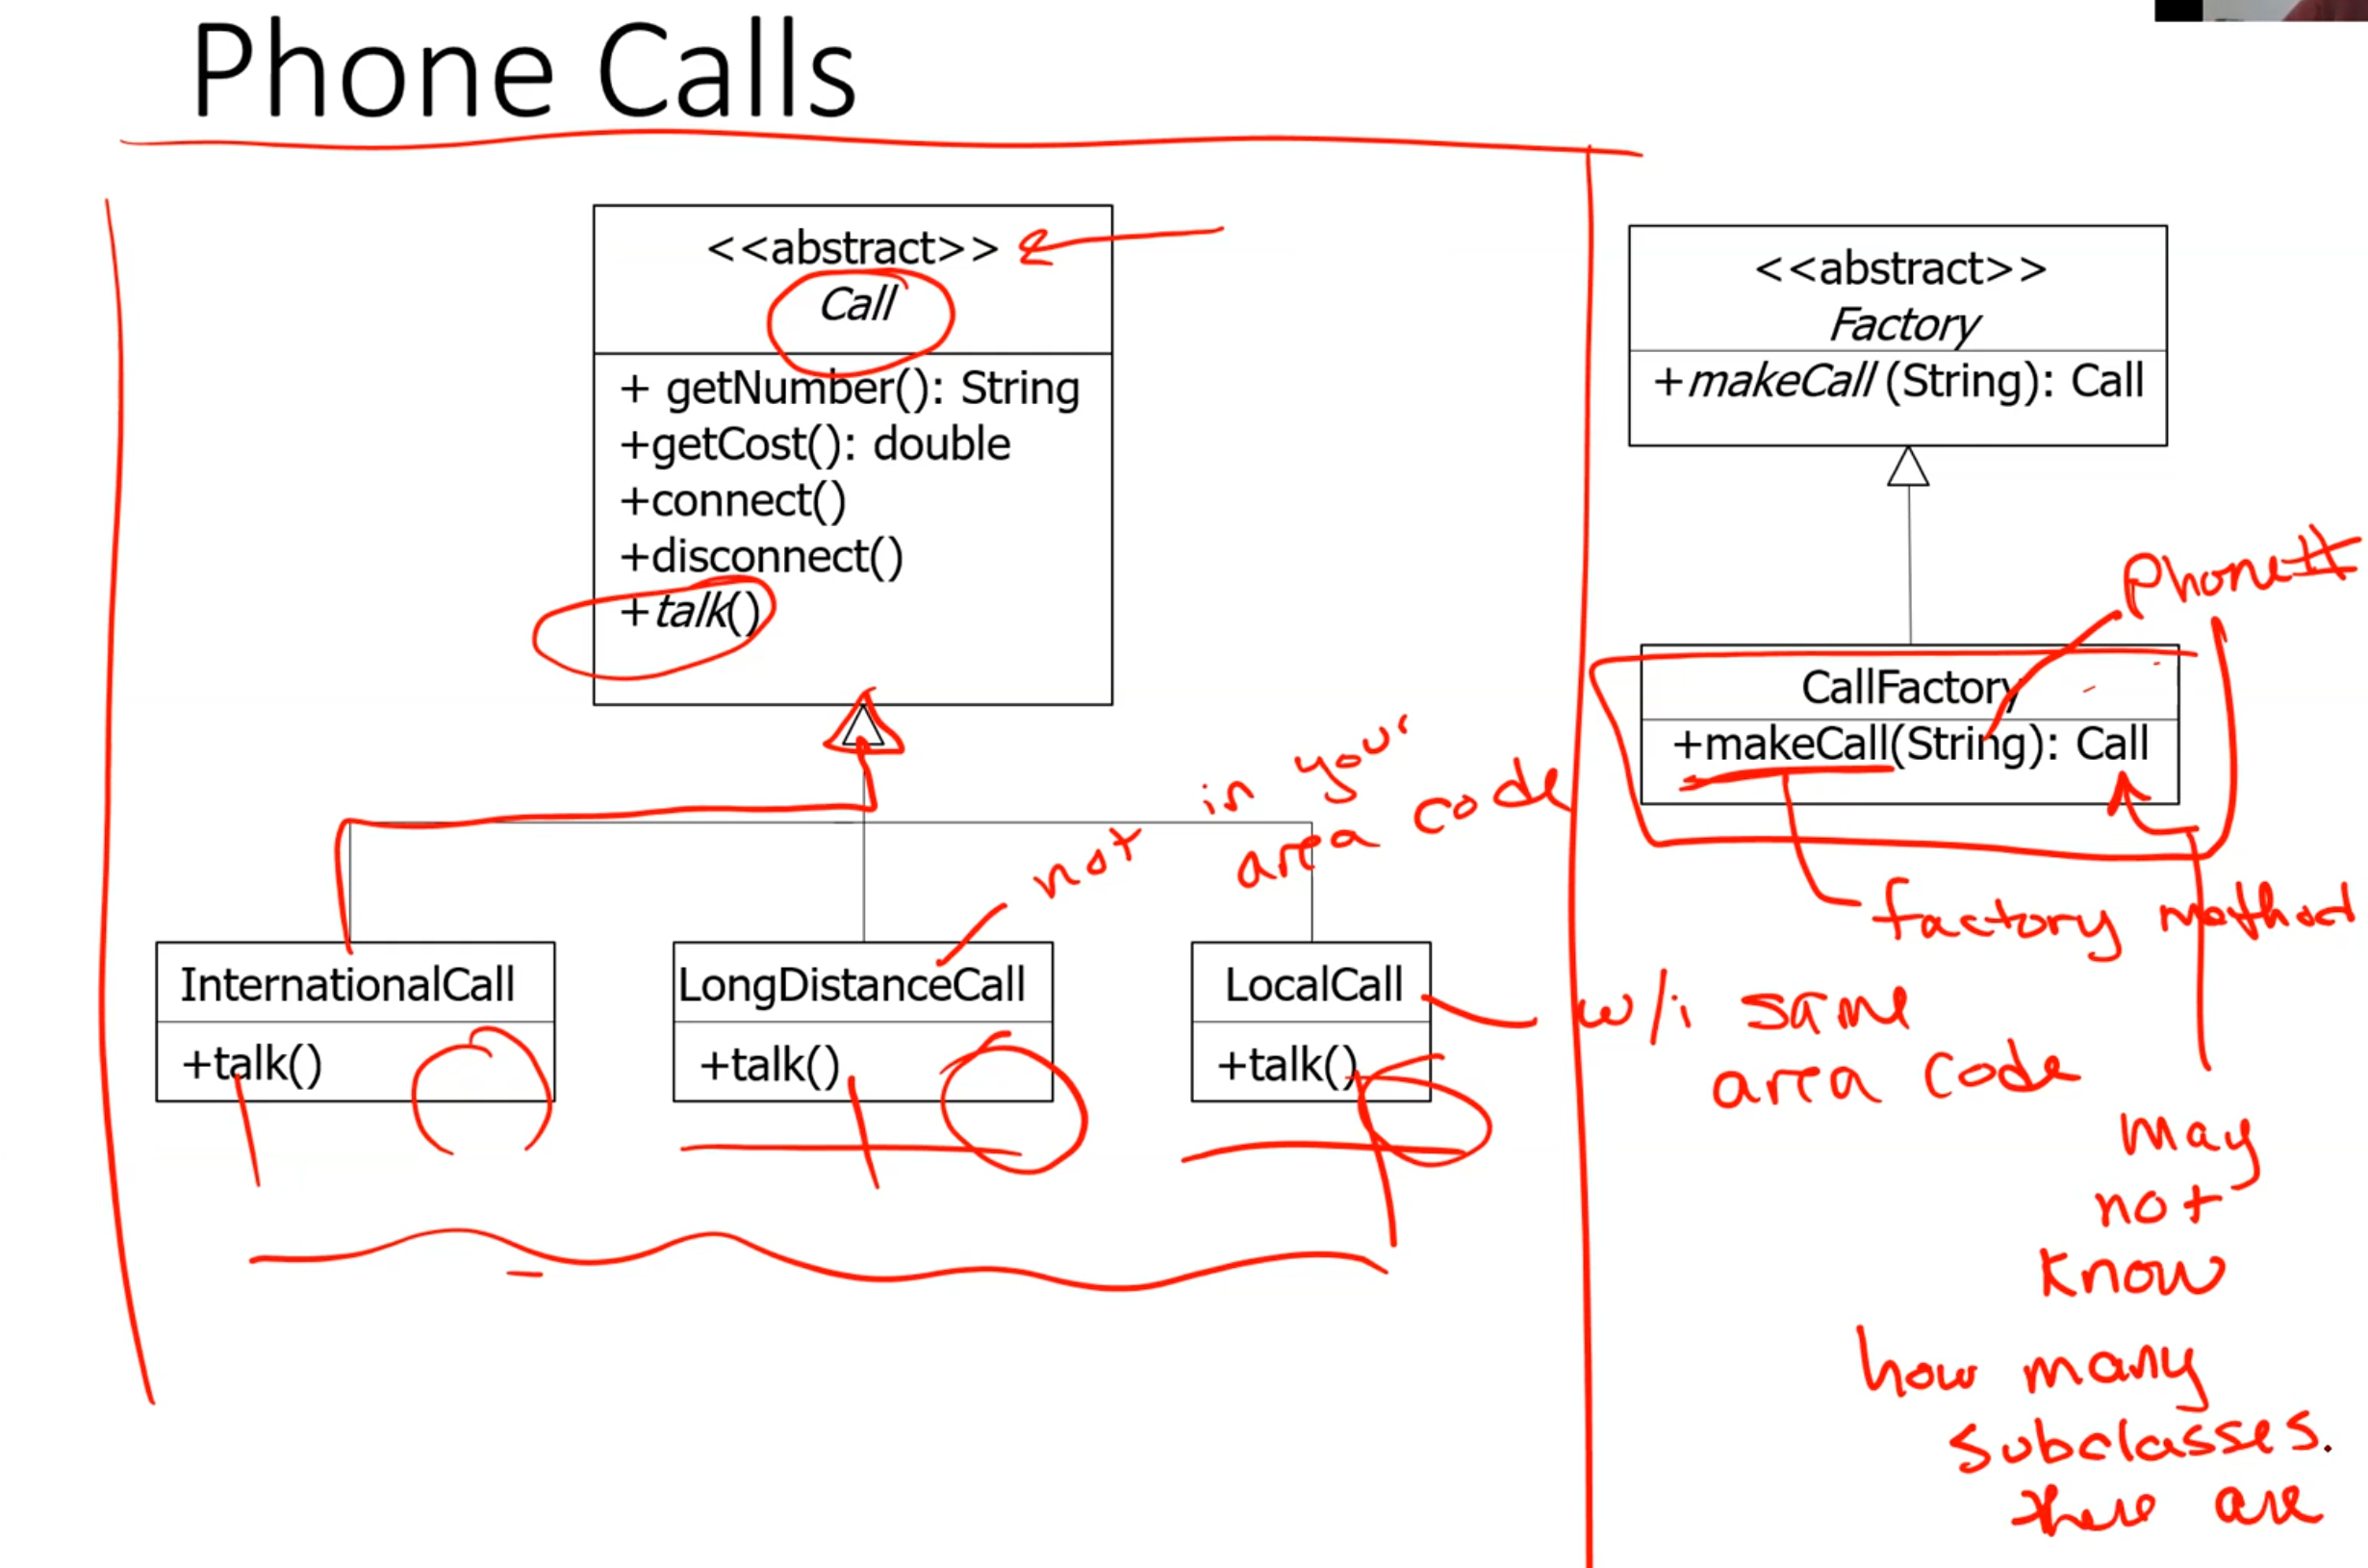 Phone Calls
<<abstract>>
Call
+ getNumber(): String
+getCost(): double
+connect()
+disconnect()
+talk()
InternationalCall
+talk()
LongDistanceCall
+talk()
LocalCall
+talk()
not in your
area code
w/i same
area code
<<abstract>>
Factory
+makeCall (String): Call
Phone#
CallFactory
+makeCall(String): Call
factory method
may
not
know
how many
subclasses.
there are